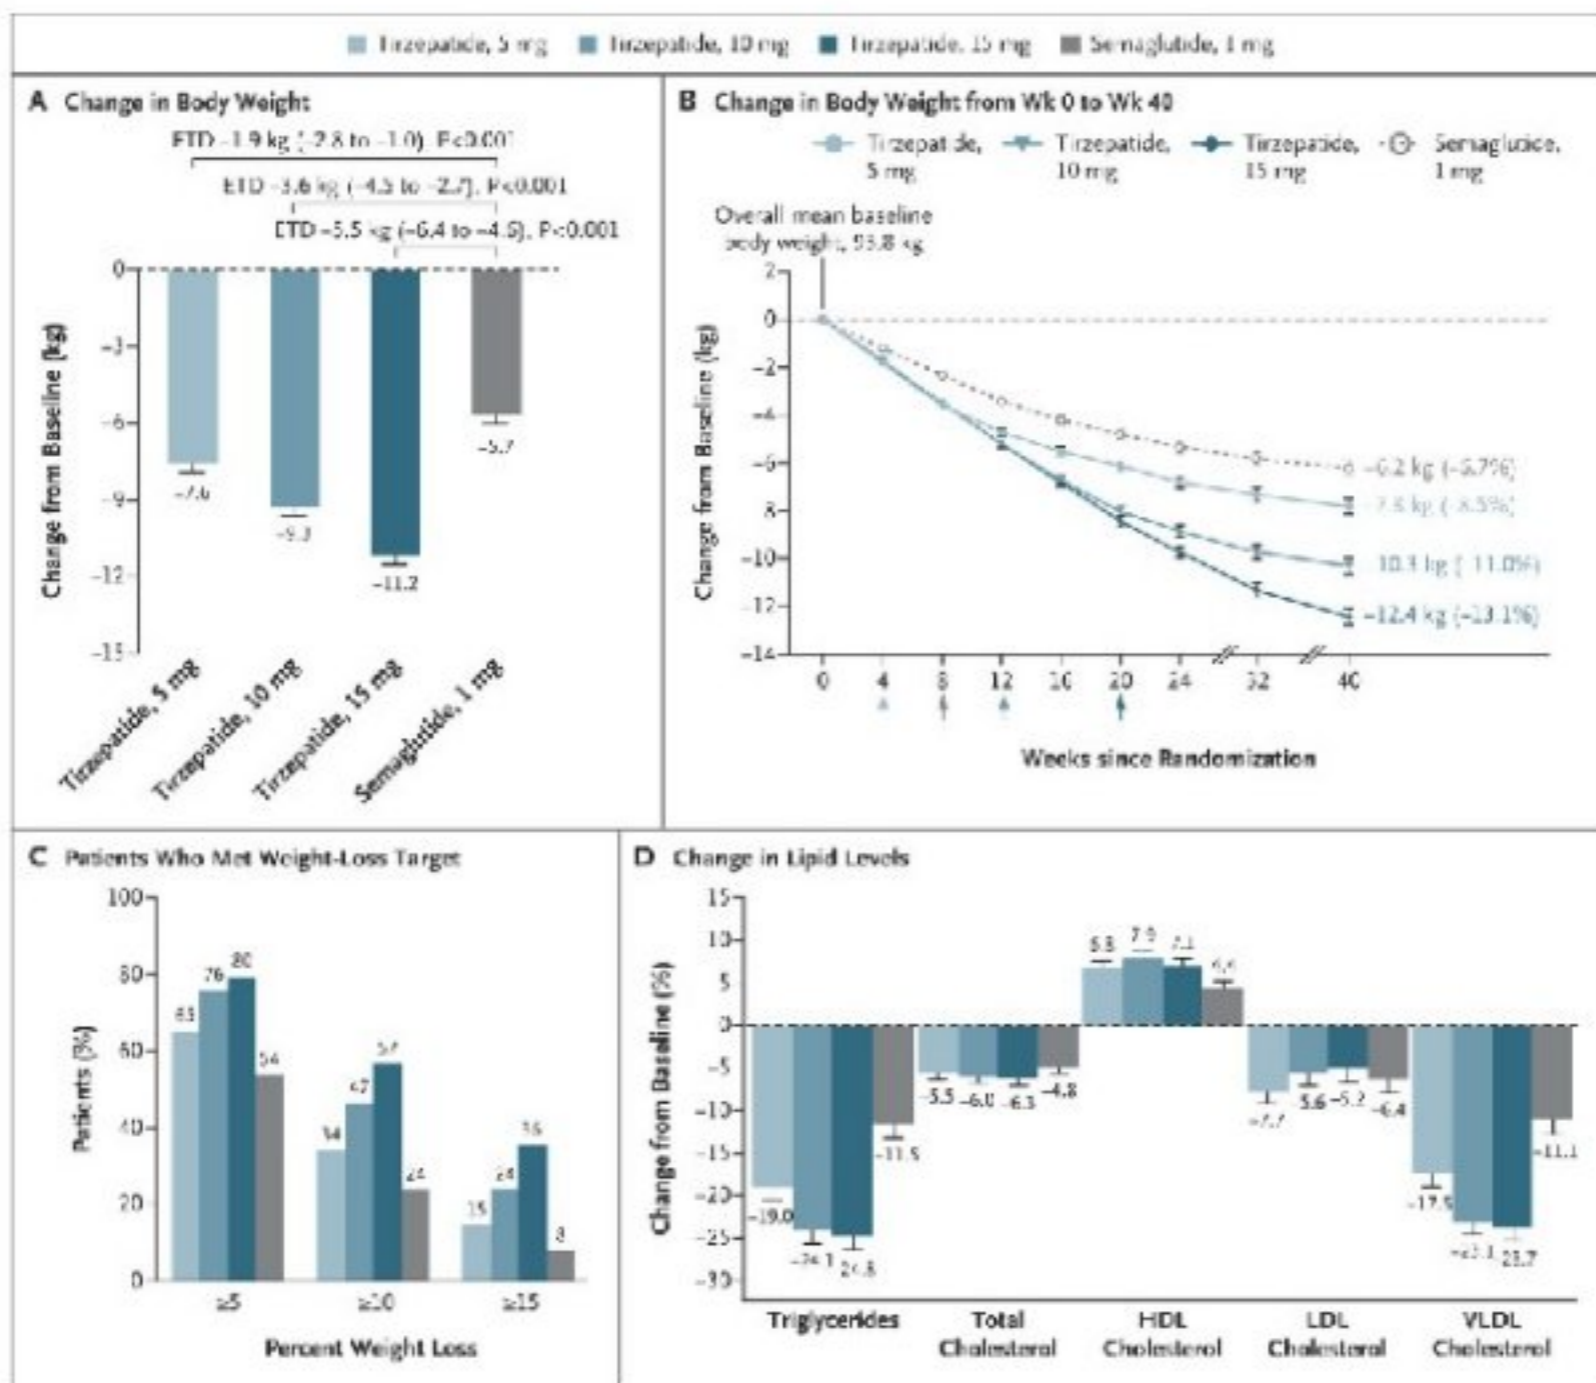 Tirzepatide, 5 mg Tirzepatide, 10 mg Tirzepatide, 15 mg Semaglutide, 1 mg
A Change in Body Weight
ETD –1.9 kg (–2.8 to –1.0), P<0.001
ETD –3.6 kg (–4.5 to –2.7), P<0.001
ETD –5.5 kg (–6.4 to –4.6), P<0.001
Change from Baseline (kg)
0
–3
–6
–9
–12
–15
–7.6
–9.3
–11.2
–5.7
Tirzepatide, 5 mg
Tirzepatide, 10 mg
Tirzepatide, 15 mg
Semaglutide, 1 mg
B Change in Body Weight from Wk 0 to Wk 40
Tirzepatide, 5 mg
Tirzepatide, 10 mg
Tirzepatide, 15 mg
Semaglutide, 1 mg
Overall mean baseline
body weight, 93.8 kg
Change from Baseline (kg)
2
0
–2
–4
–6
–8
–10
–12
–14
–6.2 kg (–6.7%)
–7.8 kg (–8.5%)
–10.3 kg (–11.0%)
–12.4 kg (–13.1%)
0 4 8 12 16 20 24 32 40
Weeks since Randomization
C Patients Who Met Weight-Loss Target
Patients (%)
100
80
60
40
20
0
76 80 54
34 47 57 24
15 24 36 8
≥5 ≥10 ≥15
Percent Weight Loss
D Change in Lipid Levels
Change from Baseline (%)
15
10
5
0
–5
–10
–15
–20
–25
–30
–19.0 –24.1 –24.8 –11.5
–5.5 –6.0 –6.3 –4.8
6.8 7.9 7.1 4.4
–7.7 –5.6 –5.2 –6.4
–17.5 –23.1 –23.7 –11.1
Triglycerides
Total Cholesterol
HDL Cholesterol
LDL Cholesterol
VLDL Cholesterol